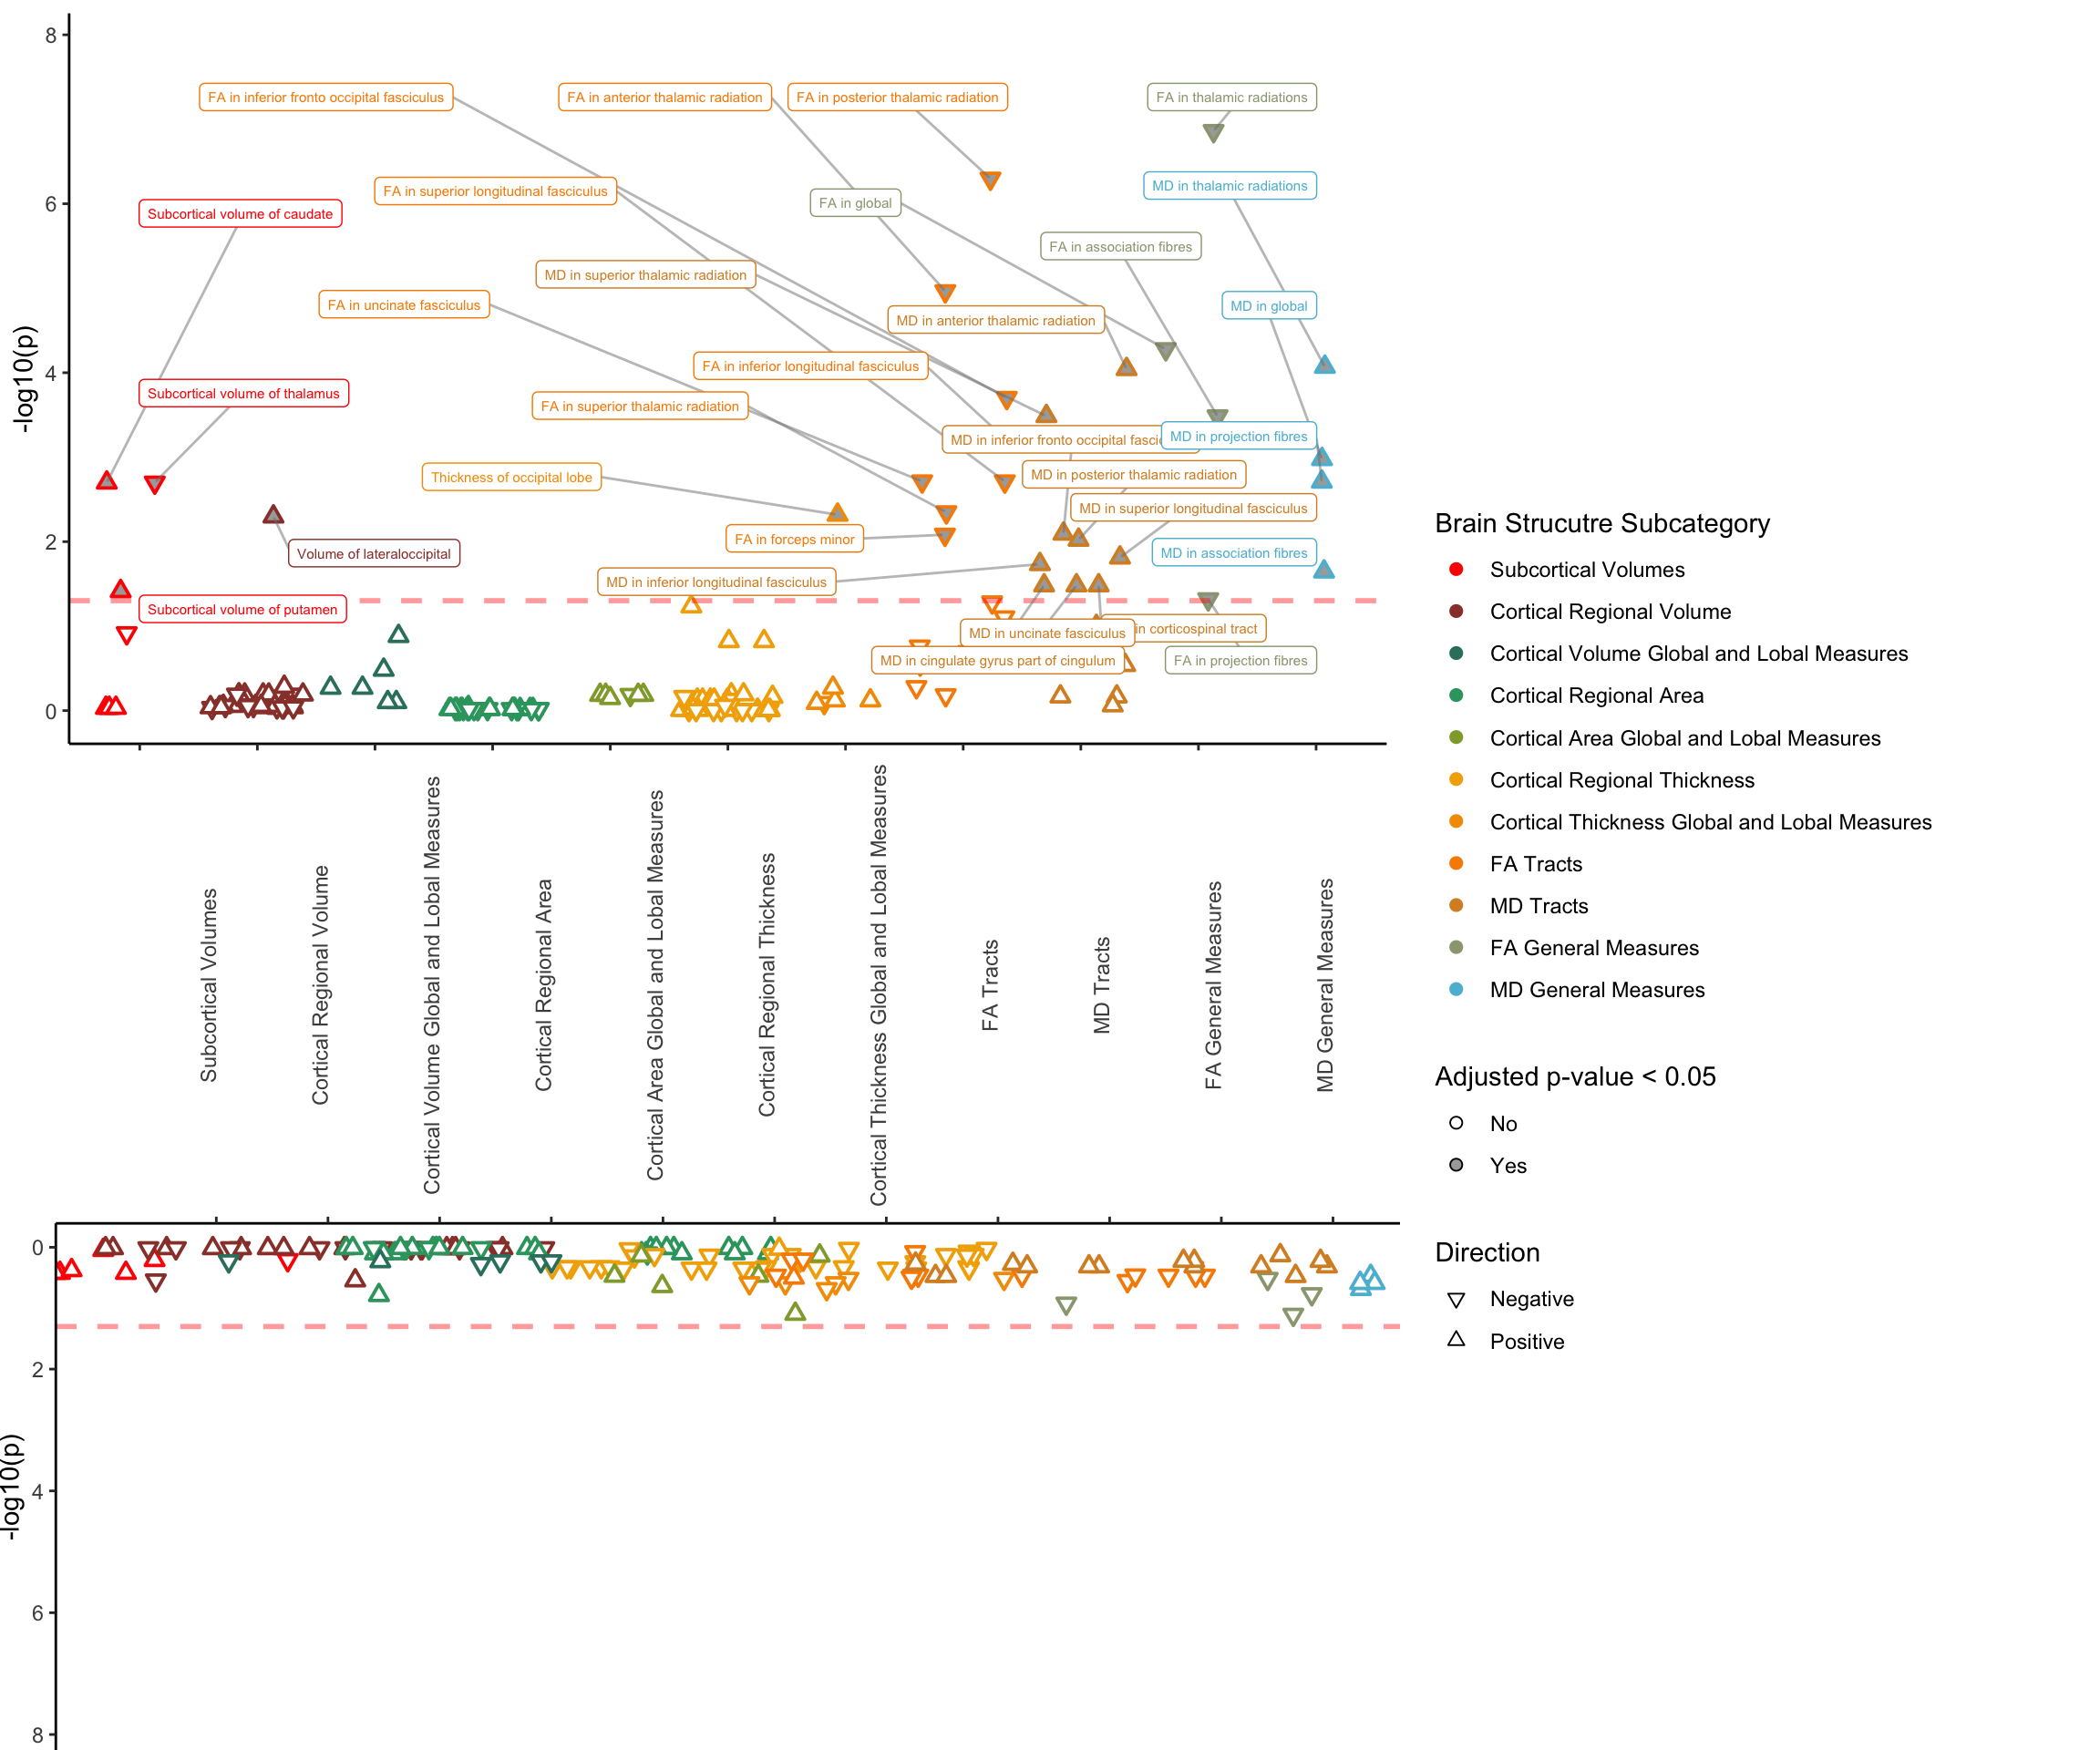 8
FA in inferior fronto occipital fasciculus
FA in anterior thalamic radiation
FA in posterior thalamic radiation
FA in thalamic radiations
FA in superior longitudinal fasciculus
MD in thalamic radiations
6
FA in global
Subcortical volume of caudate
FA in association fibres
MD in superior thalamic radiation
FA in uncinate fasciculus
MD in global
MD in anterior thalamic radiation
-log10(p)
4
FA in inferior longitudinal fasciculus
Subcortical volume of thalamus
FA in superior thalamic radiation
MD in inferior fronto occipital
MD in projection fibres
Thickness of occipital lobe
MD in posterior thalamic radiation
MD in superior longitudinal fasciculus
2
FA in forceps minor
Volume of lateraloccipital
MD in association fibres
MD in inferior longitudinal fasciculus
Subcortical volume of putamen
MD in uncinate fasciculus
in corticospinal tract
MD in cingulate gyrus part of cingulum
FA in projection fibres
0
Subcortical Volumes
Cortical Regional Volume
Cortical Volume Global and Lobal Measures
Cortical Regional Area
Cortical Area Global and Lobal Measures
Cortical Regional Thickness
Cortical Thickness Global and Lobal Measures
FA Tracts
MD Tracts
FA General Measures
MD General Measures
0
2
4
6
8
-log10(p)
Brain Strucutre Subcategory
Subcortical Volumes
Cortical Regional Volume
Cortical Volume Global and Lobal Measures
Cortical Regional Area
Cortical Area Global and Lobal Measures
Cortical Regional Thickness
Cortical Thickness Global and Lobal Measures
FA Tracts
MD Tracts
FA General Measures
MD General Measures
Adjusted p-value < 0.05
No
Yes
Direction
Negative
Positive